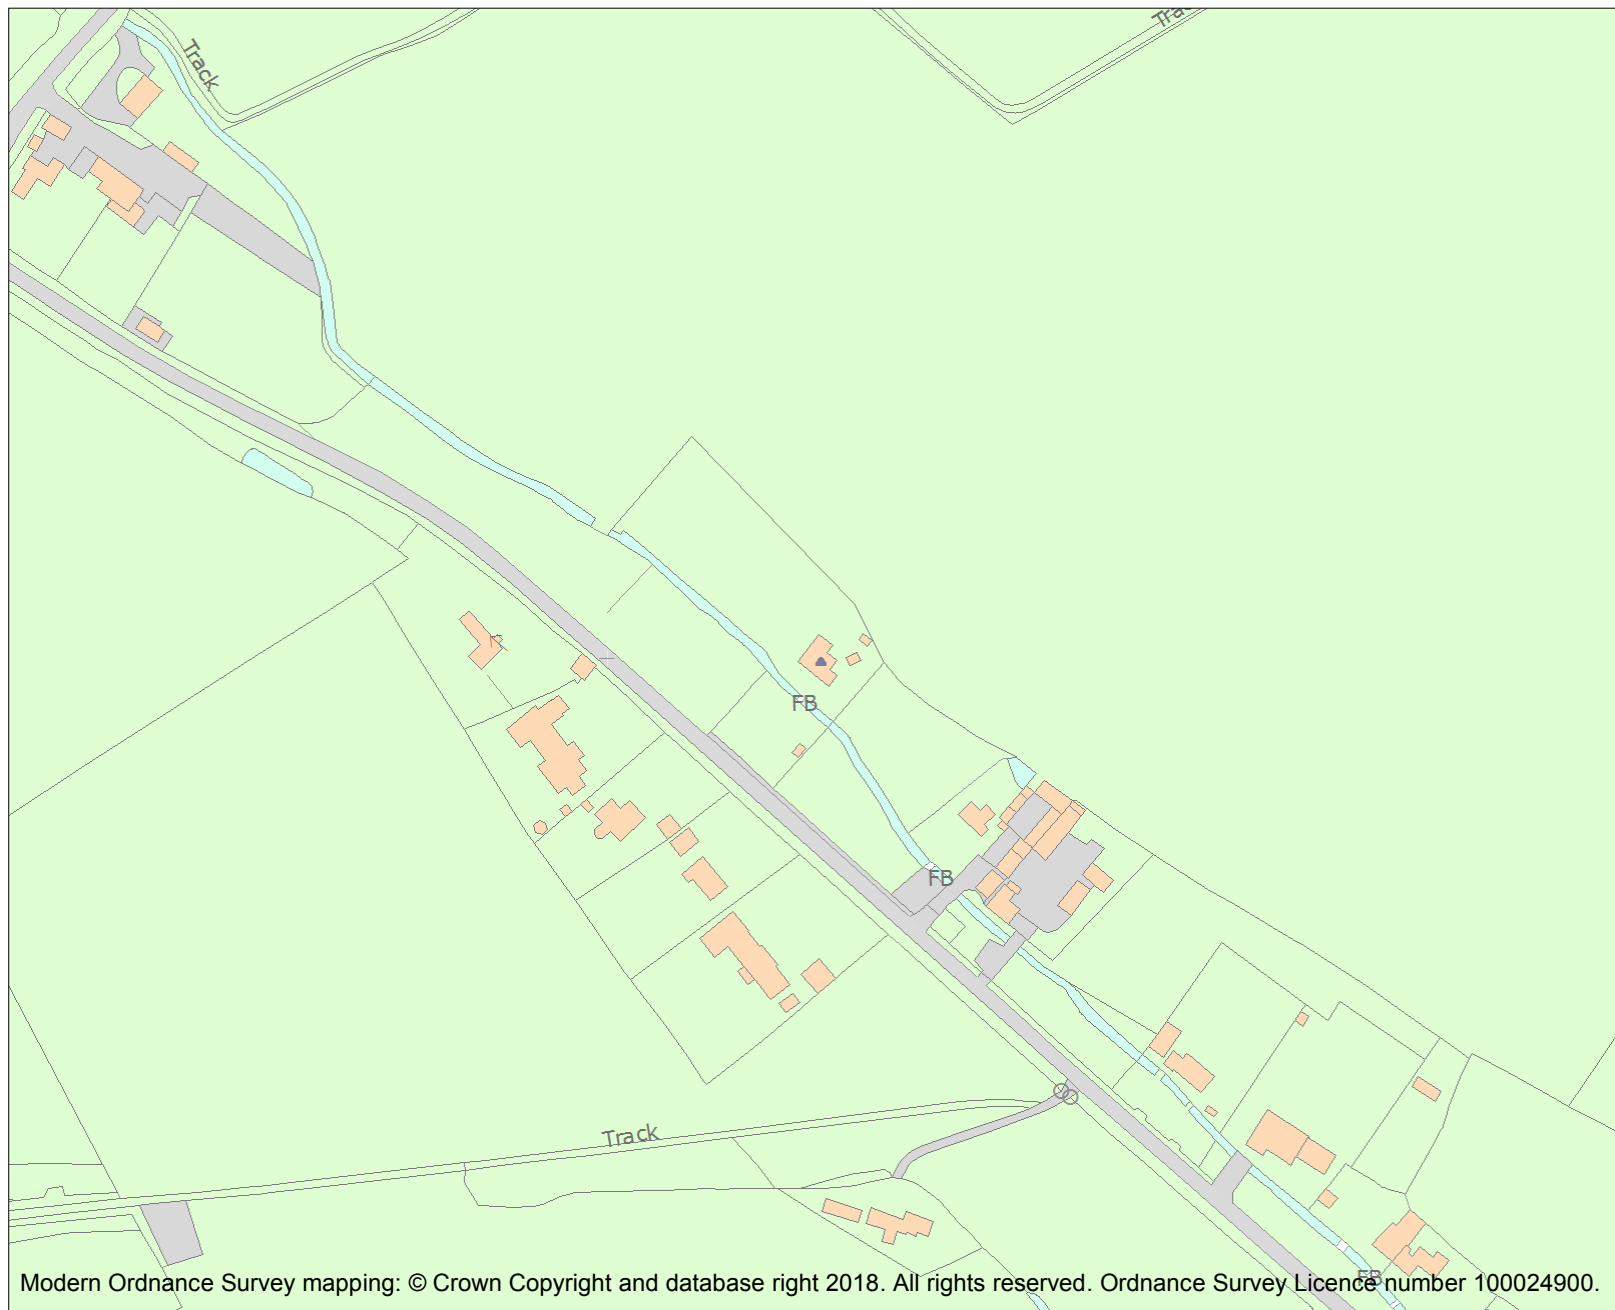 Track
Track
FB
FB
Track
FB
Modern Ordnance Survey mapping: © Crown Copyright and database right 2018. All rights reserved. Ordnance Survey Licence number 100024900.